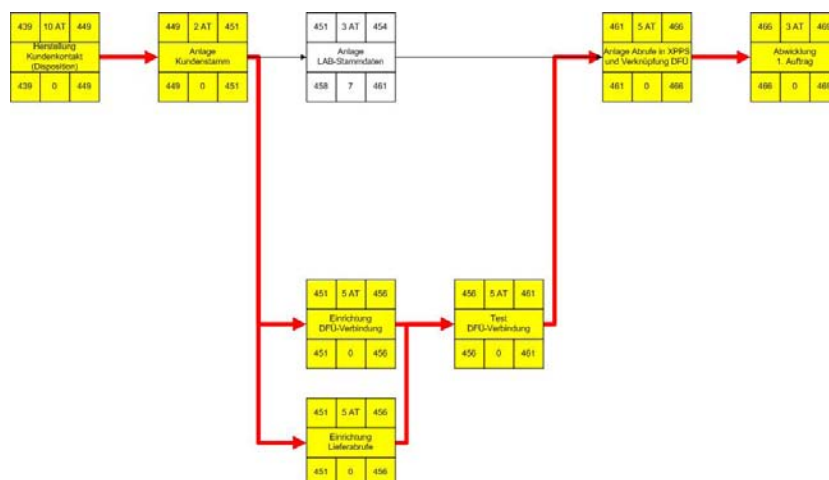 439 10 AT 449
Herstellung
Kundenkontakt
(Disposition)
439 0 449
449 2 AT 451
Anlage
Kundenstamm
449 0 451
451 3 AT 454
Anlage
LAB-Stammdaten
458 7 461
461 5 AT 466
Anlage Abrufe in XPPS
und Verknüpfung DFÜ
461 0 466
466 3 AT 469
Abwicklung
1. Auftrag
466 0 469
451 5 AT 456
Einrichtung
DFÜ-Verbindung
451 0 456
456 5 AT 461
Test
DFÜ-Verbindung
456 0 461
451 5 AT 456
Einrichtung
Lieferabrufe
451 0 456